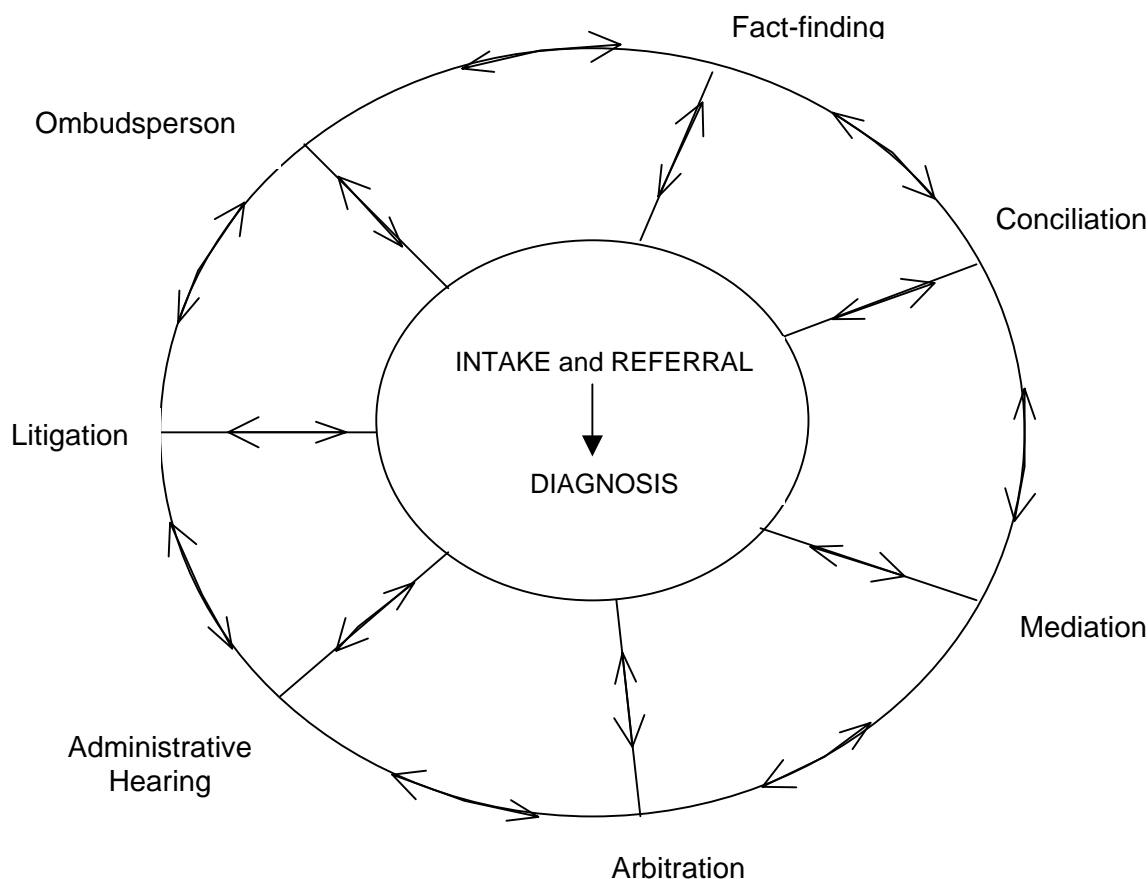 Fact-finding
Ombudsperson
Conciliation
INTAKE and REFERRAL
Litigation
DIAGNOSIS
Mediation
Administrative
Hearing
Arbitration